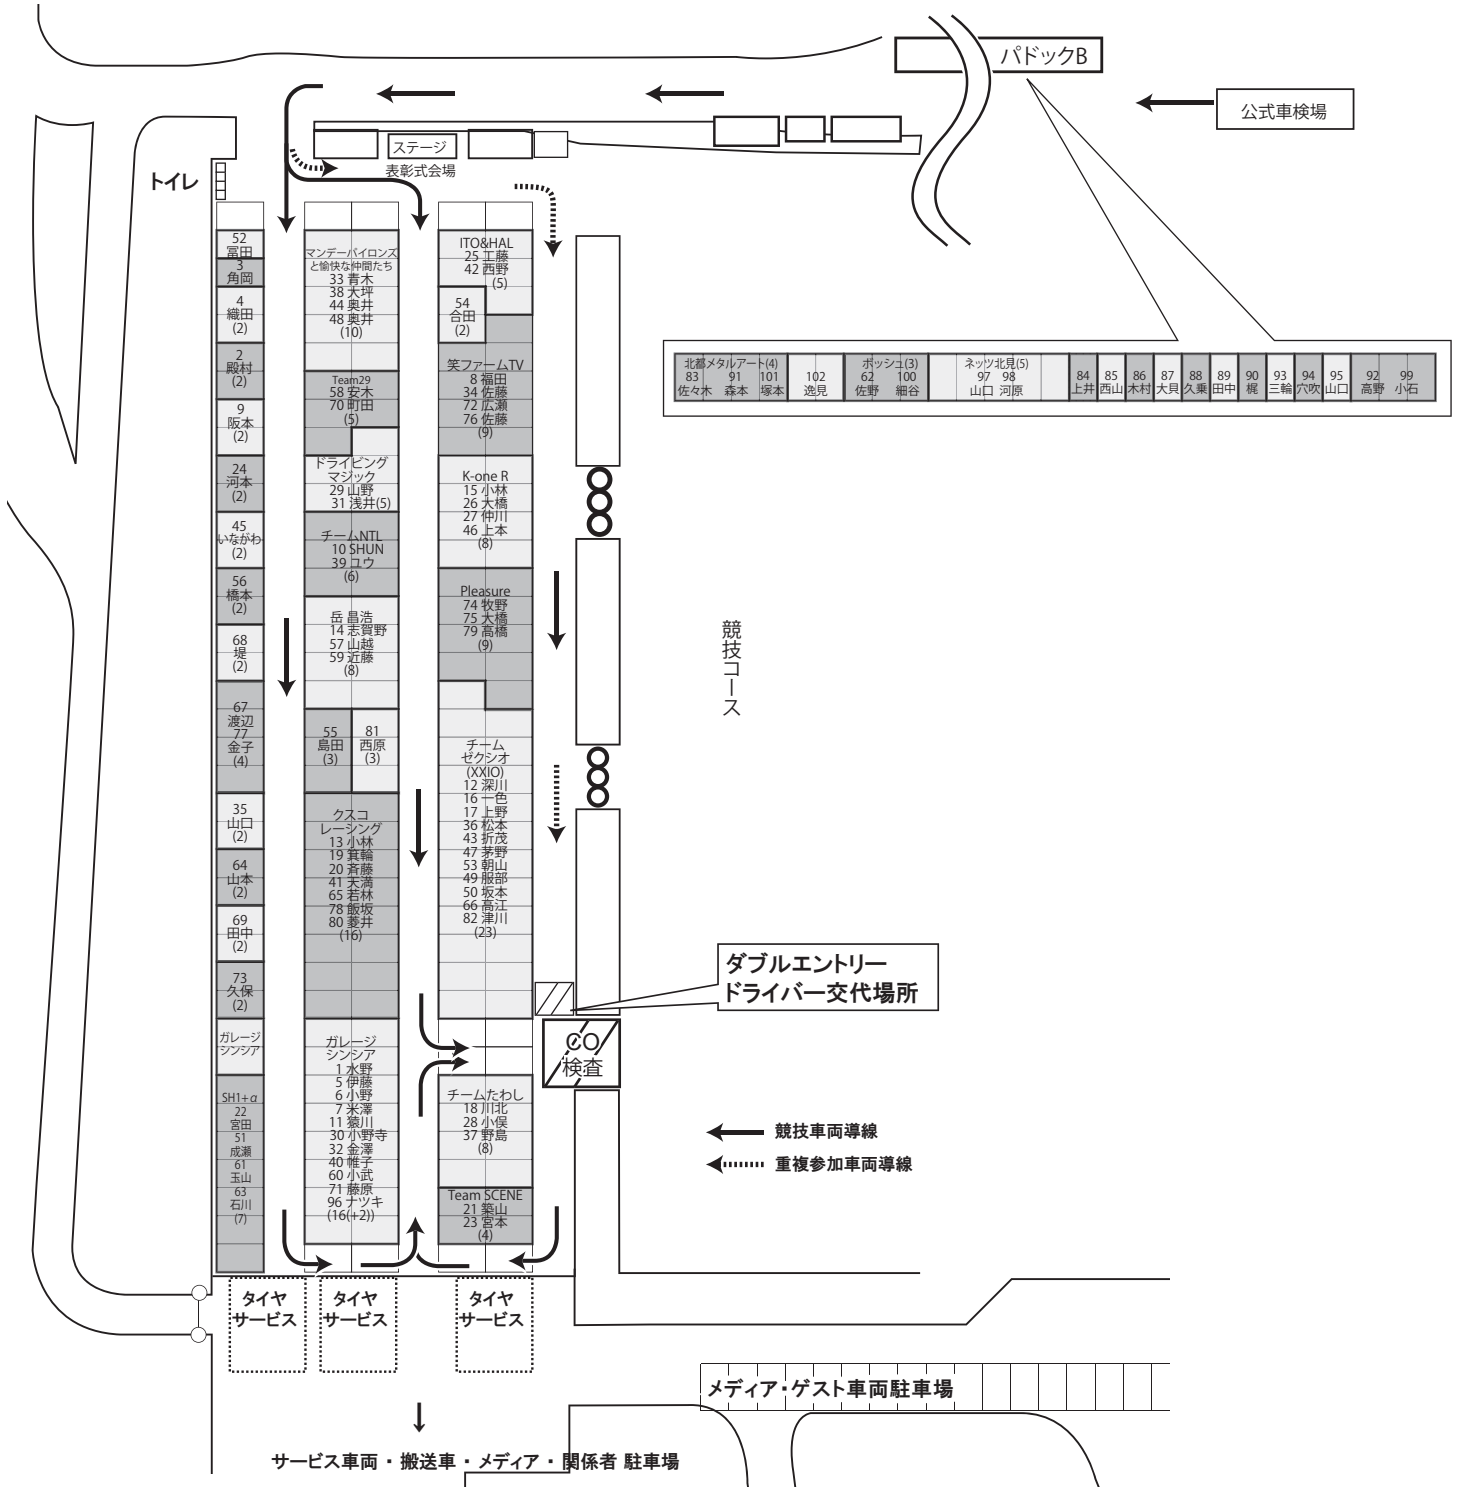 パドックB
公式車検場
ステージ
表彰式会場
トイレ
52
冨田
3
角岡
4
織田
(2)
2
殿村
(2)
9
阪本
(2)
24
河本
(2)
45
いながわ
(2)
56
橋本
(2)
68
堤
(2)
67
渡辺
77
金子
(4)
35
山口
(2)
64
山本
(2)
69
田中
(2)
73
久保
(2)
ガレージ
シンシア
SH1+α
22
宮田
51
成瀬
61
玉山
63
石川
(7)
マンデーバイロンズ
と愉快な仲間たち
33 青木
38 大坪
44 奥井
48 奥井
(10)
Team29
58 安木
70 町田
(5)
ドライビング
マジック
29 山野
31 浅井(5)
チームNTL
10 SHUN
39 ユウ
(6)
岳 昌浩
14 志賀野
57 山越
59 近藤
(8)
55
島田
(3)
81
西原
(3)
クスコ
レーシング
13 小林
19 箕輪
20 斉藤
41 天満
65 若林
78 飯坂
80 菱井
(16)
ガレージ
シンシア
1 水野
5 伊藤
6 小野
7 米澤
11 猿川
30 小野寺
32 金澤
40 帷子
60 小武
71 藤原
96 ナツキ
(16(+2))
ITO&HAL
25 工藤
42 西野
(5)
54
合田
(2)
笑ファームTV
8 福田
34 佐藤
72 広瀬
76 佐藤
(9)
K-one R
15 小林
26 大橋
27 仲川
46 上本
(8)
Pleasure
74 牧野
75 大橋
79 高橋
(9)
チーム
ゼクシオ
(XXIO)
12 深川
16 一色
17 上野
36 松本
43 折茂
47 茅野
53 朝山
49 服部
50 坂本
66 高江
82 津川
(23)
チームたわし
18 川北
28 小俣
37 野島
(8)
Team SCENE
21 築山
23 宮本
(4)
北都メタルアート(4)
83 91 101
佐々木 森本 塚本
102
逸見
ボッシュ(3)
62 100
佐野 細谷
ネッツ北見(5)
97 98
山口 河原
84
上井
85
西山
86
木村
87
大貝
88
久乗
89
田中
90
梶
93
三輪
94
穴吹
95
山口
92
高野
99
小石
競技コース
ダブルエントリー
ドライバー交代場所
CO
検査
競技車両導線
重複参加車両導線
タイヤ
サービス
タイヤ
サービス
タイヤ
サービス
メディア・ゲスト車両駐車場
サービス車両・搬送車・メディア・関係者 駐車場